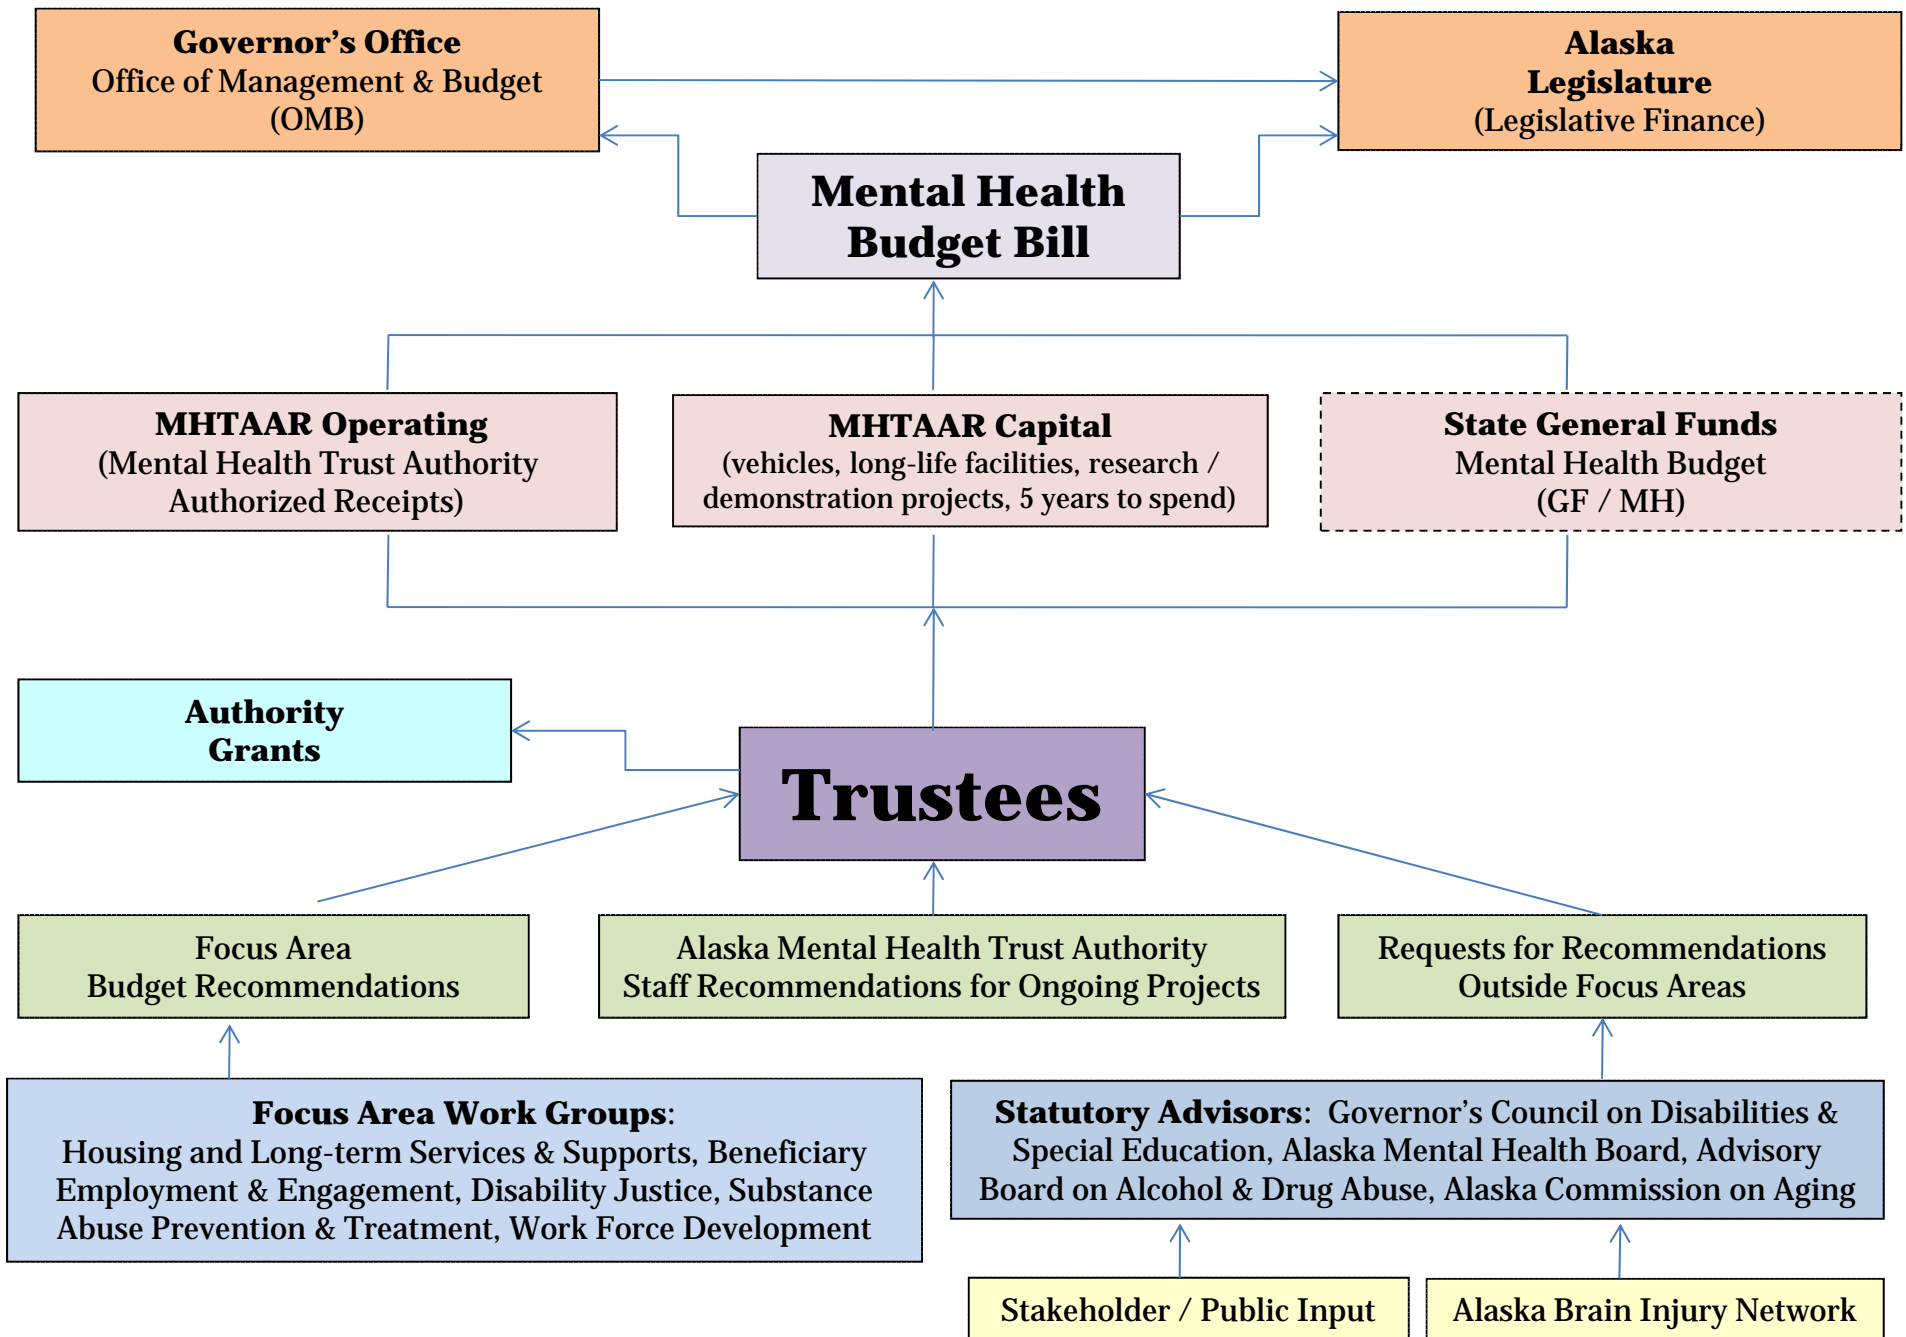 Governor’s Office
Office of Management & Budget
(OMB)
Alaska
Legislature
(Legislative Finance)
Mental Health
Budget Bill
MHTAAR Operating
(Mental Health Trust Authority
Authorized Receipts)
MHTAAR Capital
(vehicles, long-life facilities, research /
demonstration projects, 5 years to spend)
State General Funds
Mental Health Budget
(GF / MH)
Authority
Grants
Trustees
Focus Area
Budget Recommendations
Alaska Mental Health Trust Authority
Staff Recommendations for Ongoing Projects
Requests for Recommendations
Outside Focus Areas
Focus Area Work Groups:
Housing and Long-term Services & Supports, Beneficiary
Employment & Engagement, Disability Justice, Substance
Abuse Prevention & Treatment, Work Force Development
Statutory Advisors: Governor’s Council on Disabilities &
Special Education, Alaska Mental Health Board, Advisory
Board on Alcohol & Drug Abuse, Alaska Commission on Aging
Stakeholder / Public Input
Alaska Brain Injury Network